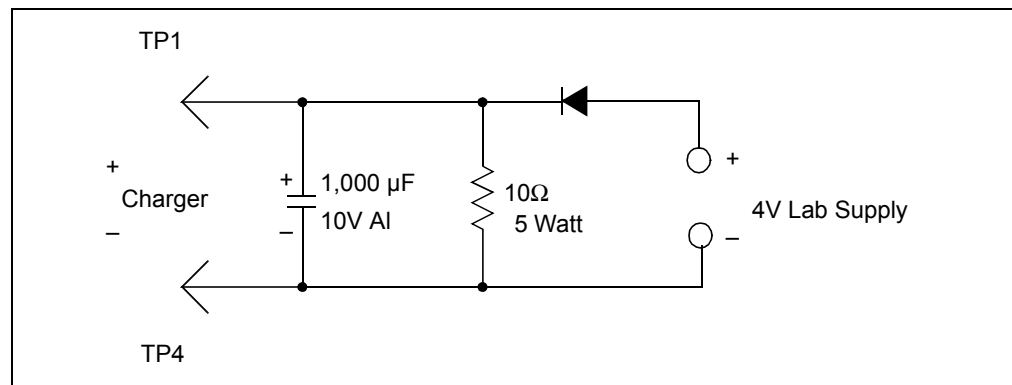 TP1
+
Charger
–
+
1,000 µF
10V Al
–
10Ω
5 Watt
+
4V Lab Supply
–
TP4